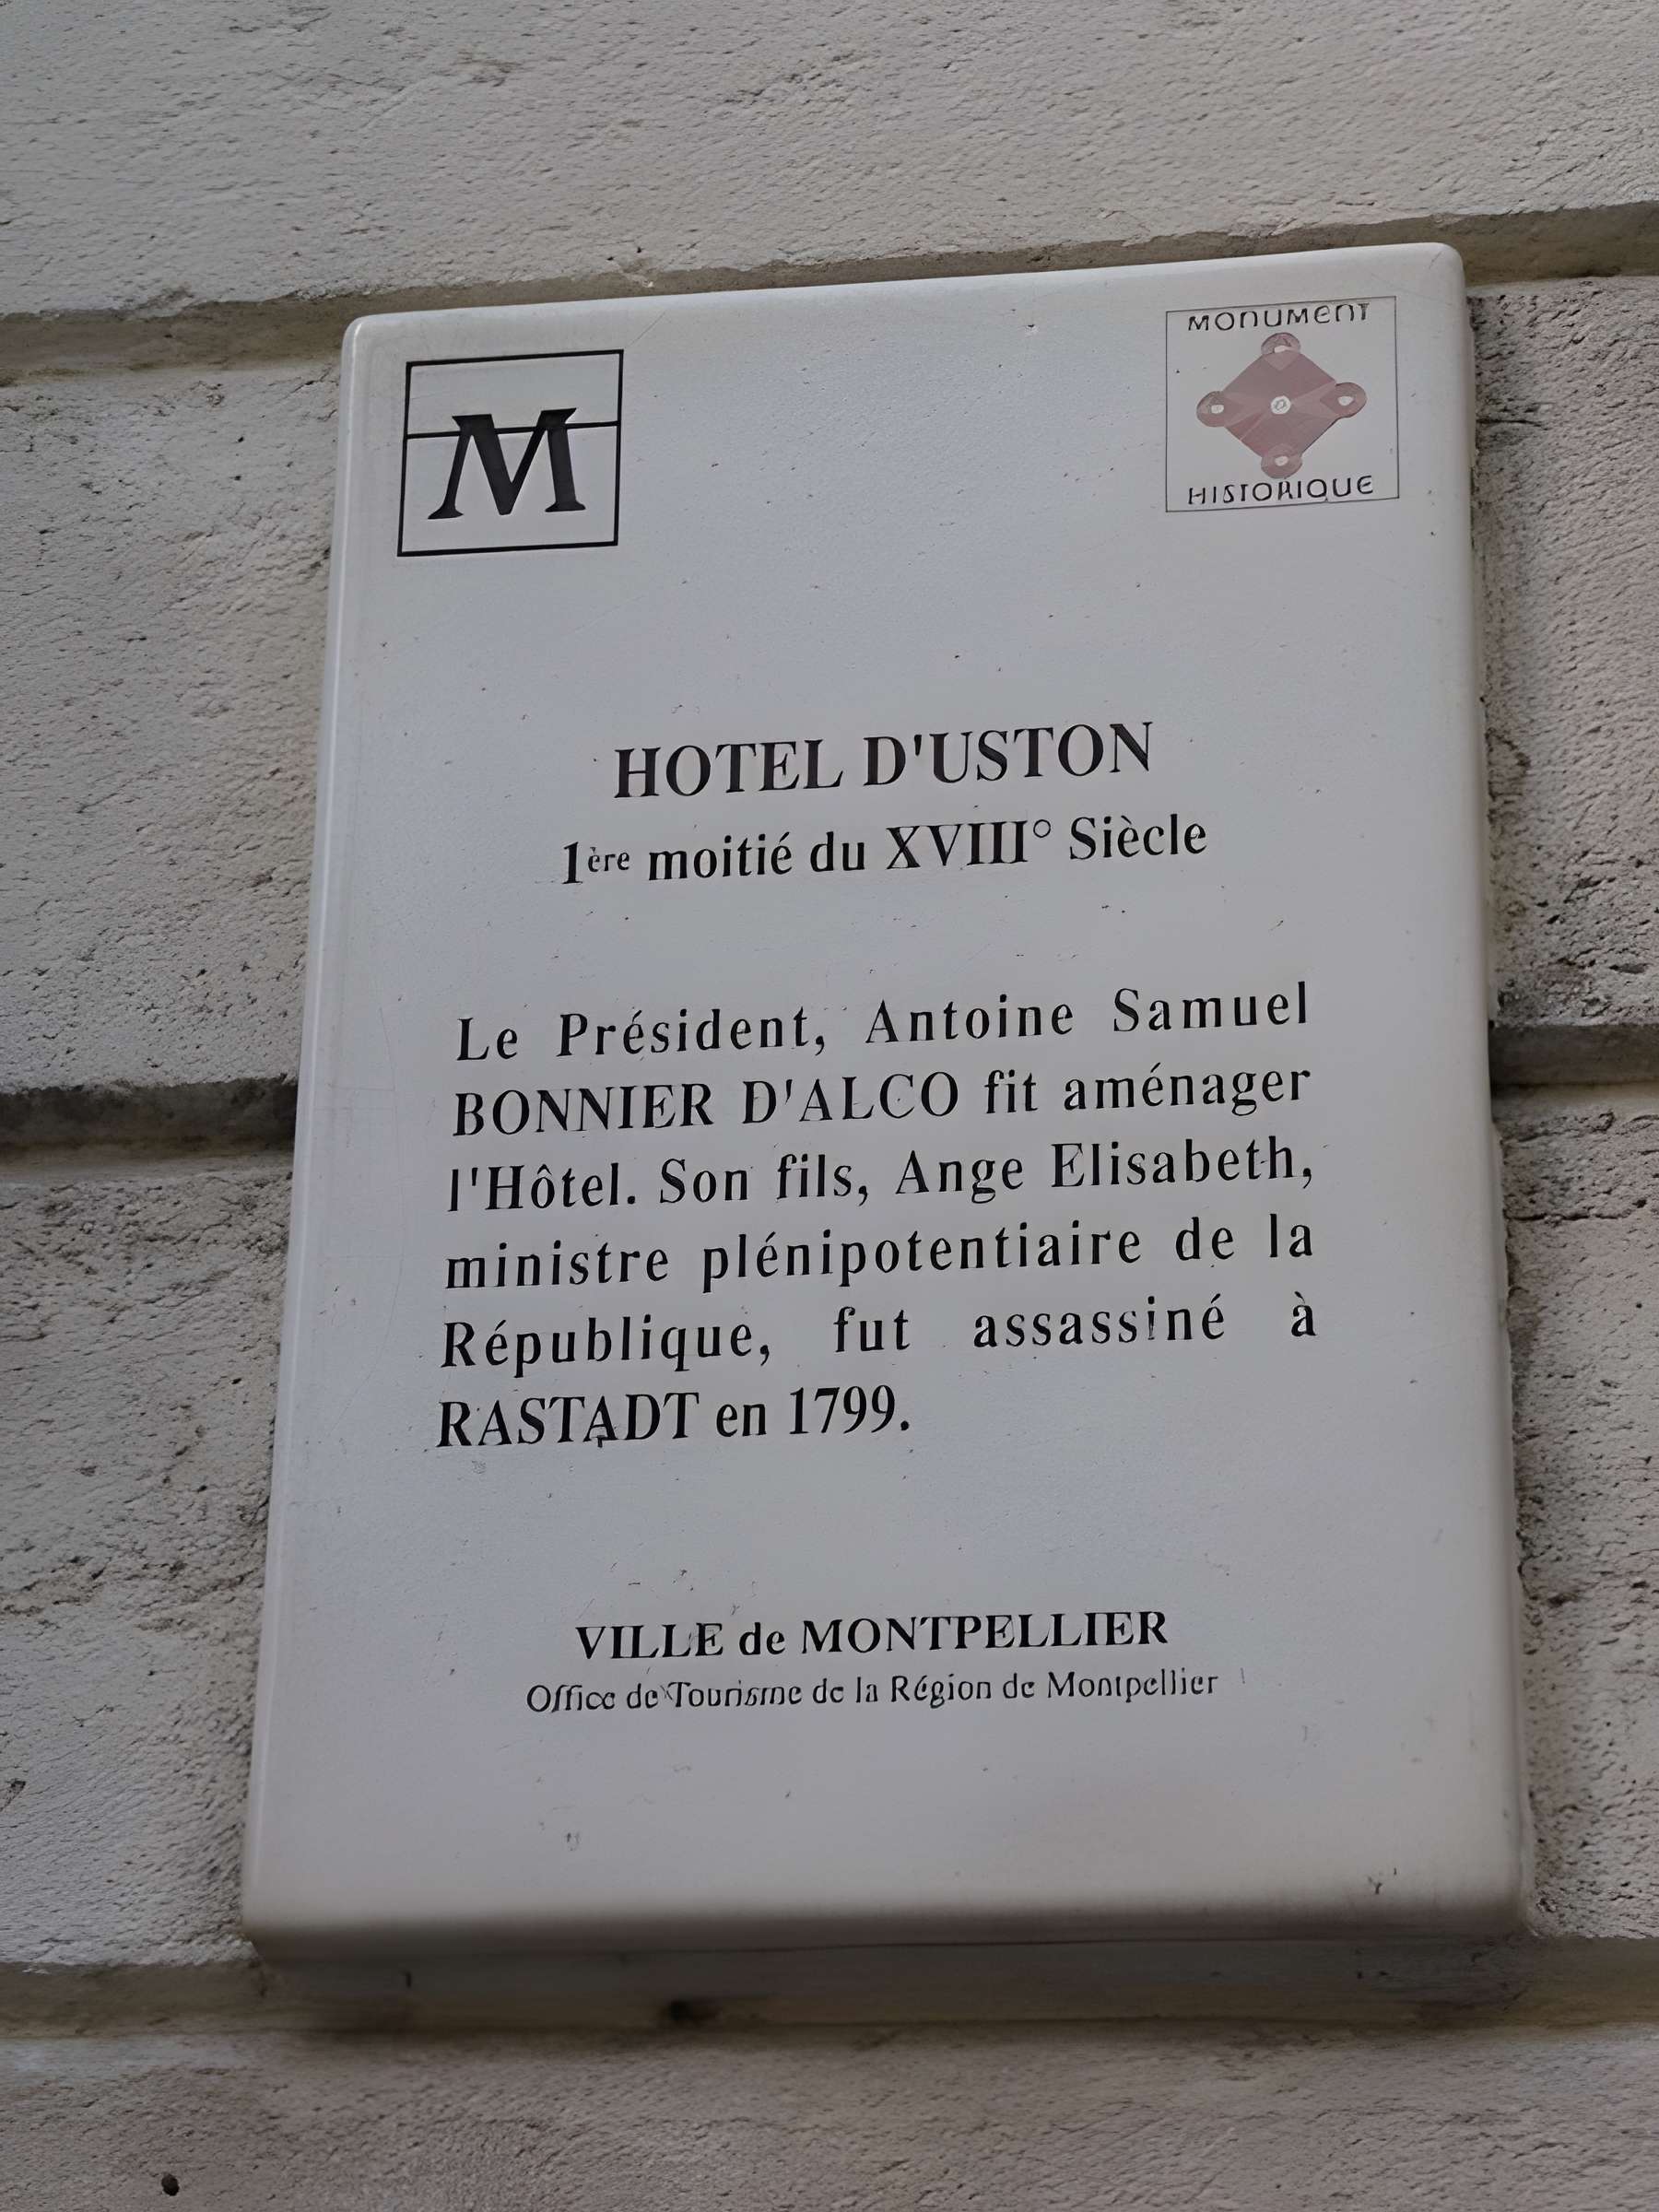 M
MONUMENT
HISTORIQUE
HOTEL D'USTON
1ère moitié du XVIII° Siècle
Le Président, Antoine Samuel
BONNIER D'ALCO fit aménager
l'Hôtel. Son fils, Ange Elisabeth,
ministre plénipotentiaire de la
République, fut assassiné à
RASTADT en 1799.
VILLE de MONTPELLIER
Office de Tourisme de la Région de Montpellier